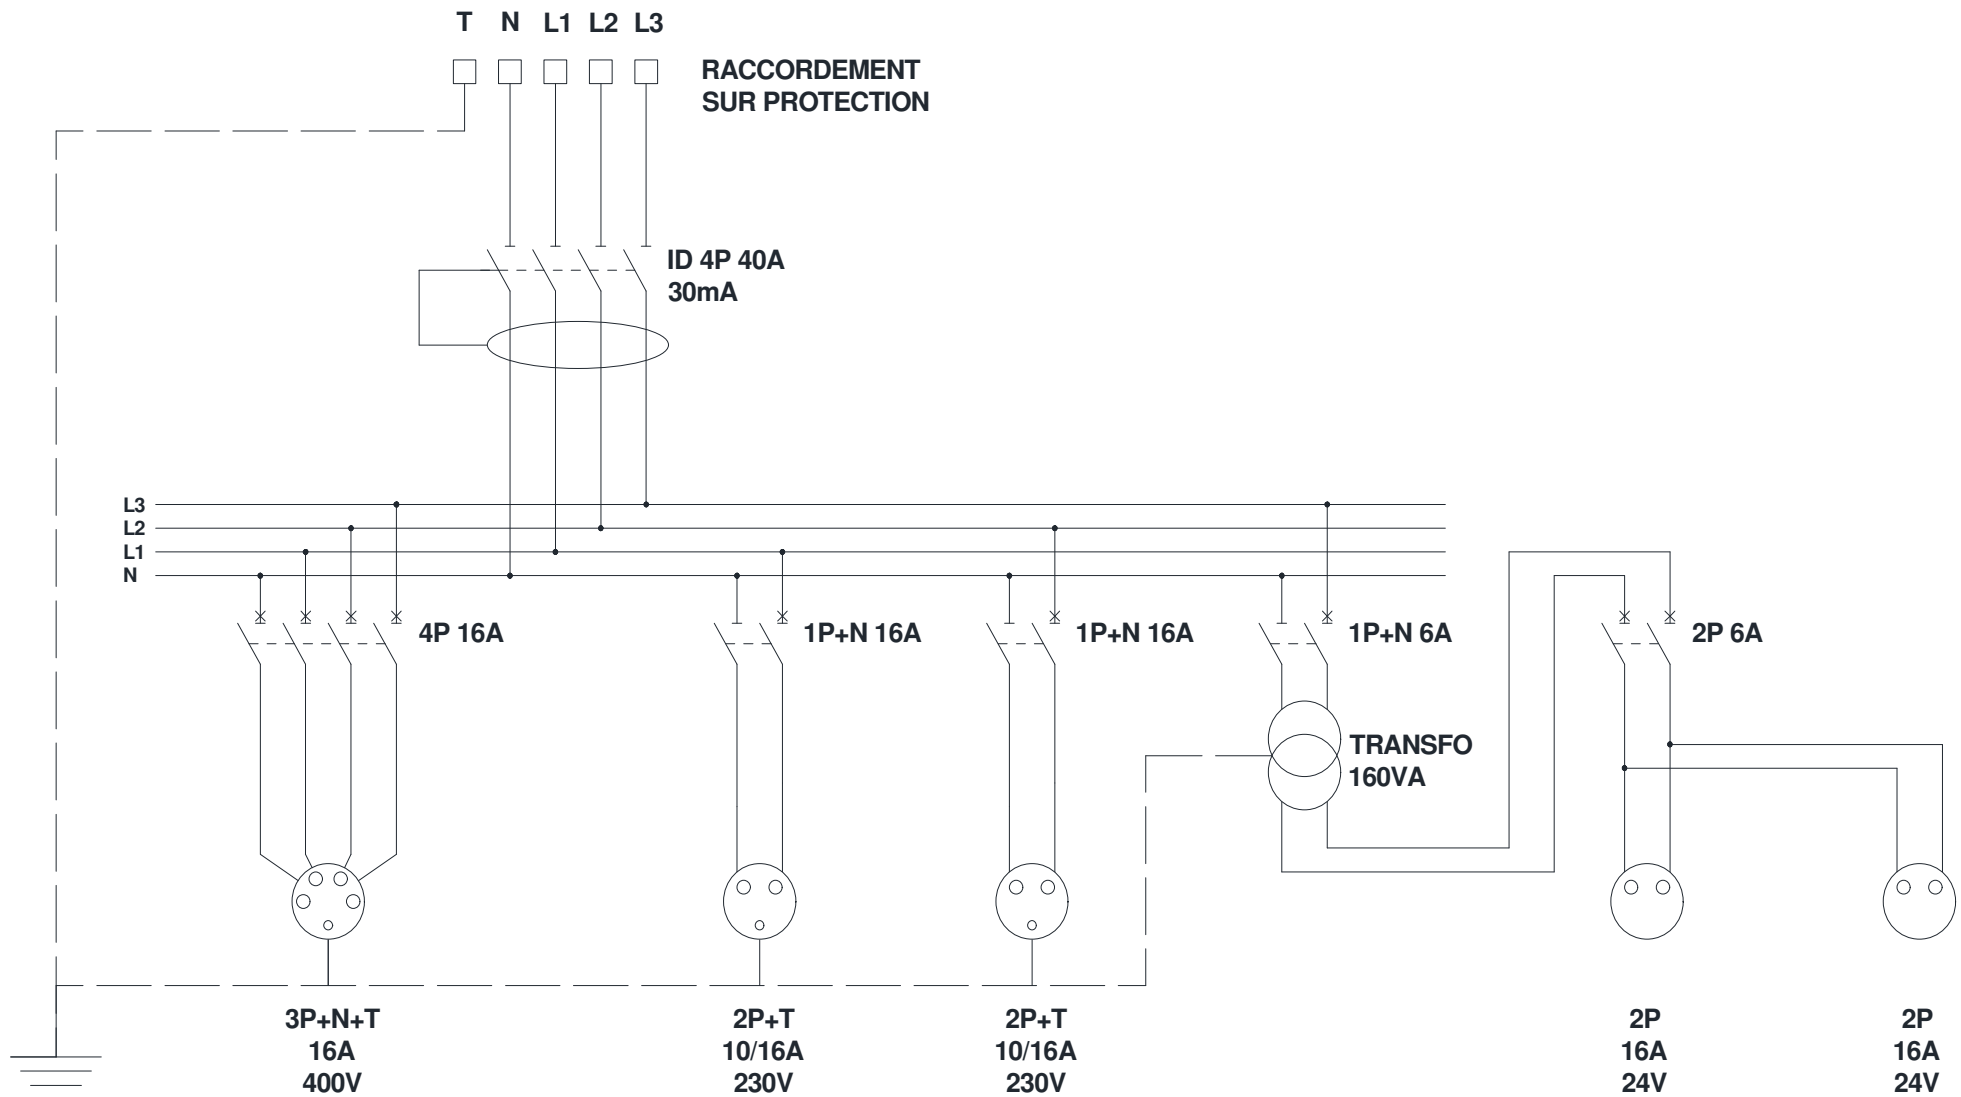 T N L1 L2 L3
RACCORDEMENT
SUR PROTECTION
ID 4P 40A
30mA
L3
L2
L1
N
4P 16A
1P+N 16A
1P+N 16A
1P+N 6A
2P 6A
TRANSFO
160VA
3P+N+T
16A
400V
2P+T
10/16A
230V
2P+T
10/16A
230V
2P
16A
24V
2P
16A
24V